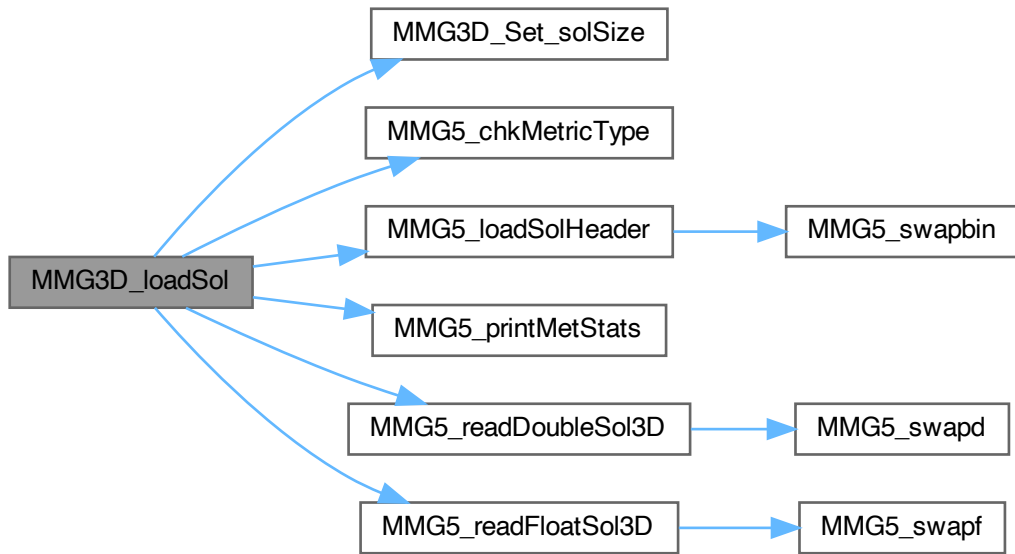 MMG3D_Set_solSize
MMG5_chkMetricType
MMG5_loadSolHeader
MMG5_swapbin
MMG3D_loadSol
MMG5_printMetStats
MMG5_readDoubleSol3D
MMG5_swapd
MMG5_readFloatSol3D
MMG5_swapf